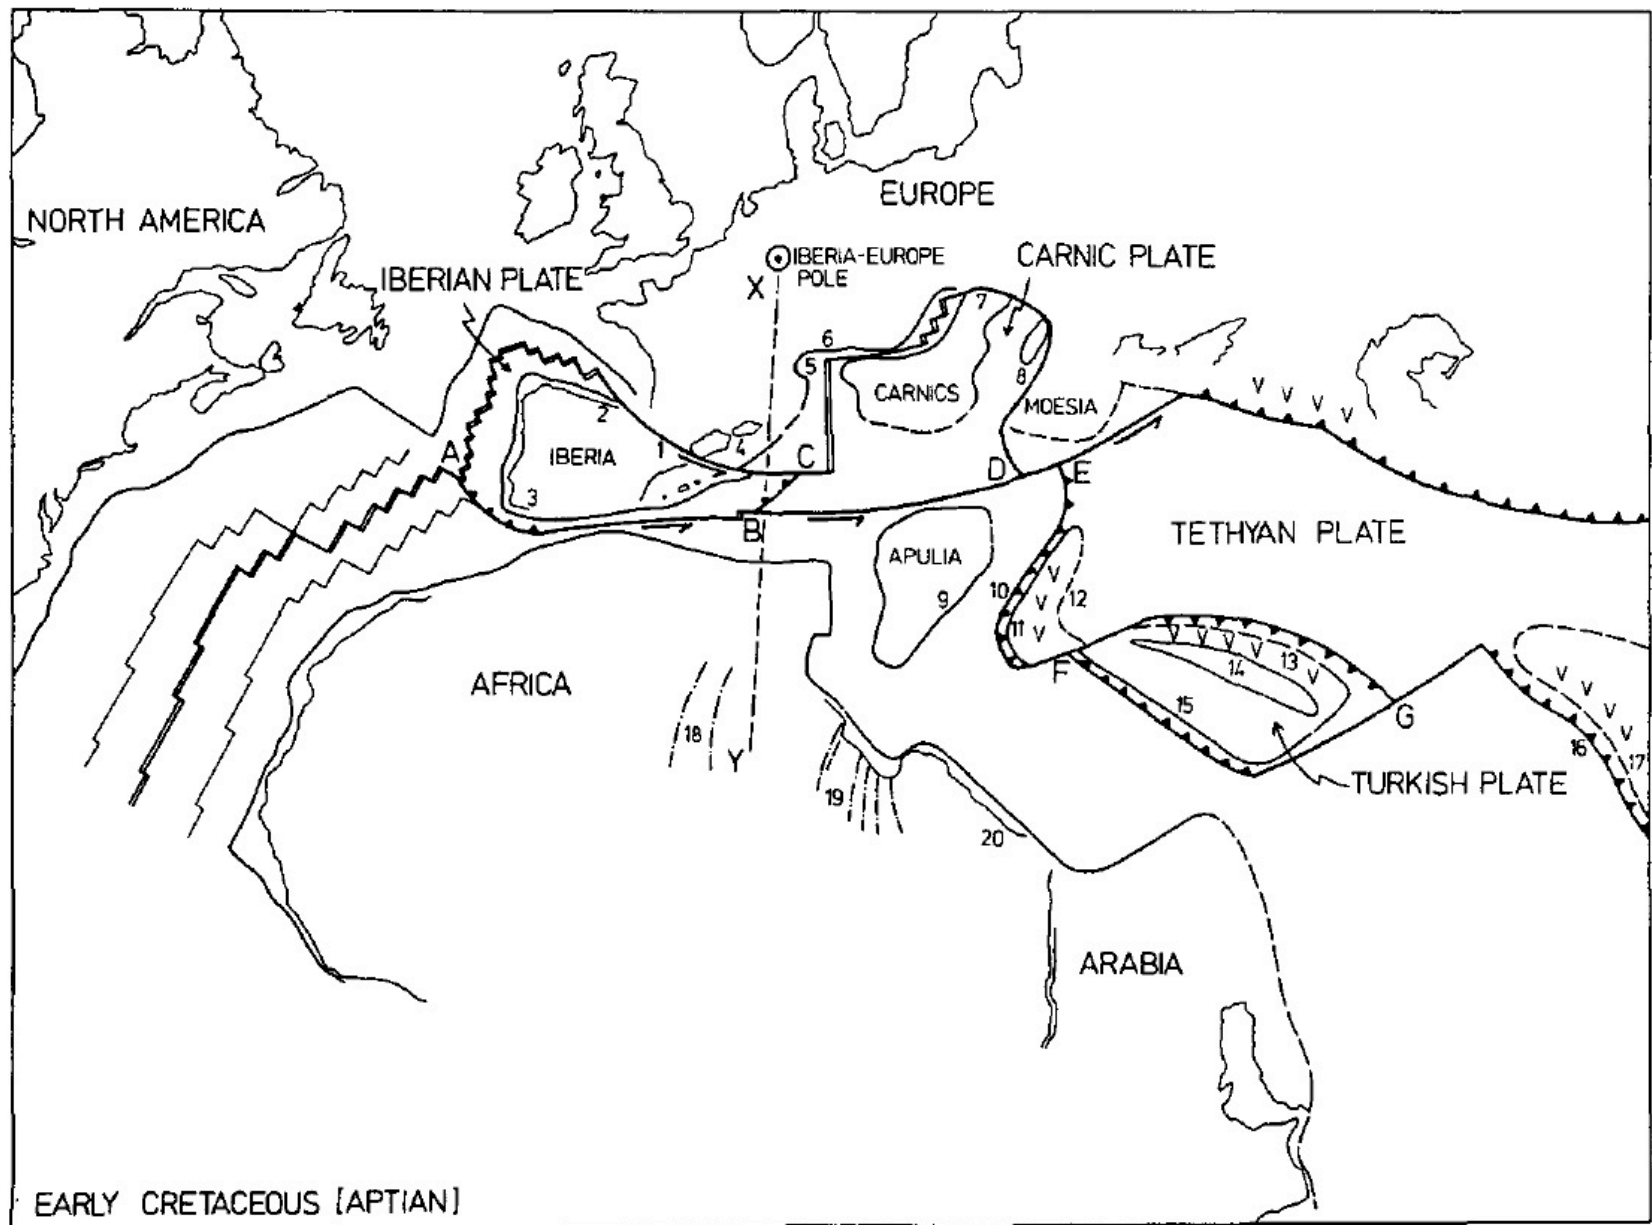 EUROPE
NORTH AMERICA
IBERIA-EUROPE
POLE
CARNIC PLATE
IBERIAN PLATE
X
7
6
5
8
CARNICS
MOESIA
2
1
4
A
IBERIA
C
D
E
3
B
TETHYAN PLATE
APULIA
9
10
12
11
V
V
V
V
V
V
V
F
V V V V
13
V
14
15
G
V V
V
V
16
17
AFRICA
18
Y
19
20
TURKISH PLATE
ARABIA
EARLY CRETACEOUS [APTIAN]